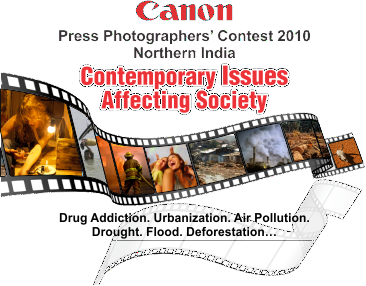 Canon
Press Photographers' Contest 2010
Northern India
Contemporary Issues
Affecting Society
Drug Addiction. Urbanization. Air Pollution.
Drought. Flood. Deforestation...